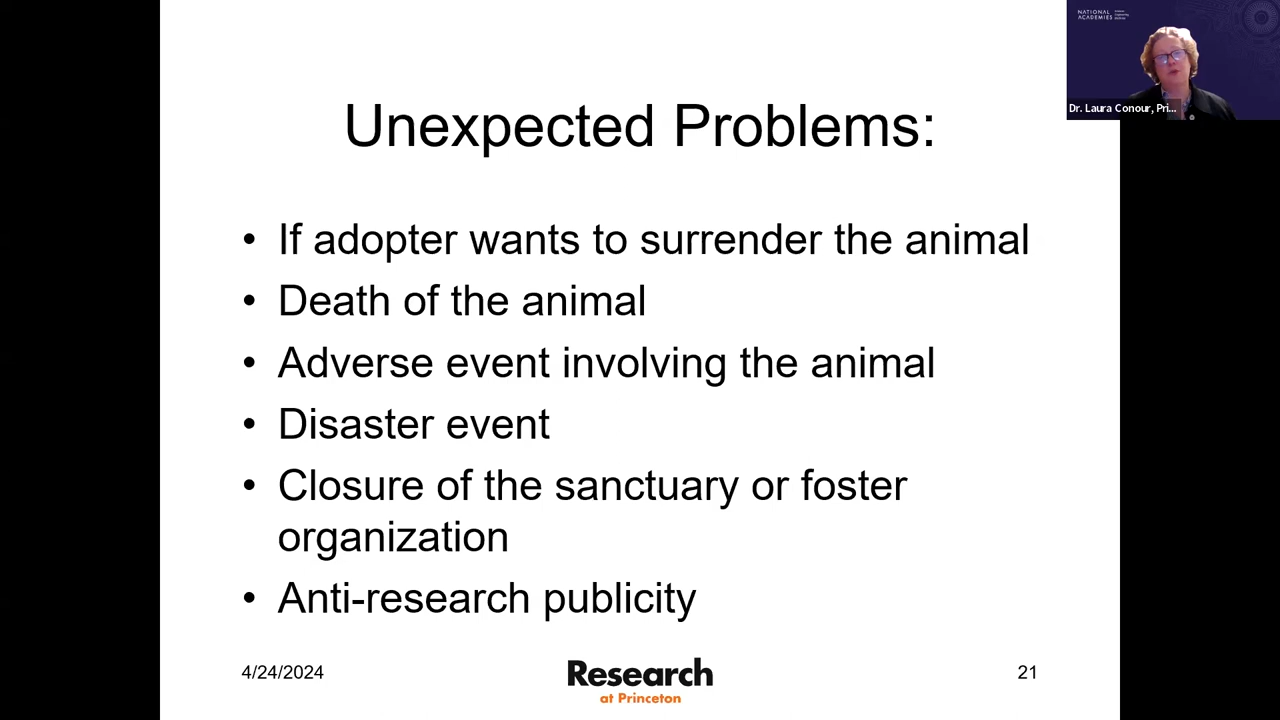 NATIONAL
ACADEMIES
Dr. Laura Conour, Pri...
Unexpected Problems:
• If adopter wants to surrender the animal
• Death of the animal
• Adverse event involving the animal
• Disaster event
• Closure of the sanctuary or foster
organization
• Anti-research publicity
4/24/2024
Research
at Princeton
21